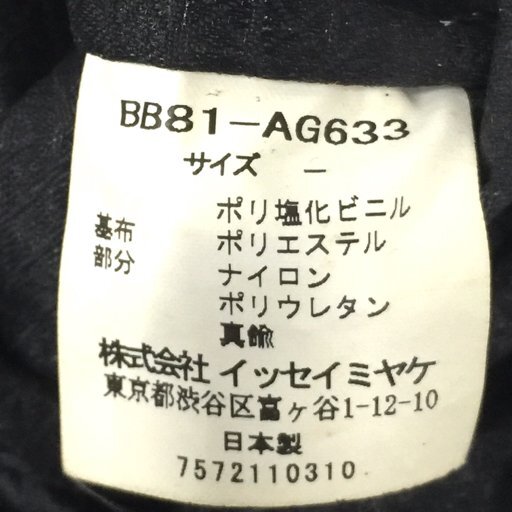 BB81-AG633
サイズ －
ポリ塩化ビニル
基布 ポリエステル
部分 ナイロン
ポリウレタン
真鍮
株式会社 イッセイミヤケ
東京都渋谷区富ヶ谷1-12-10
日本製
7572110310